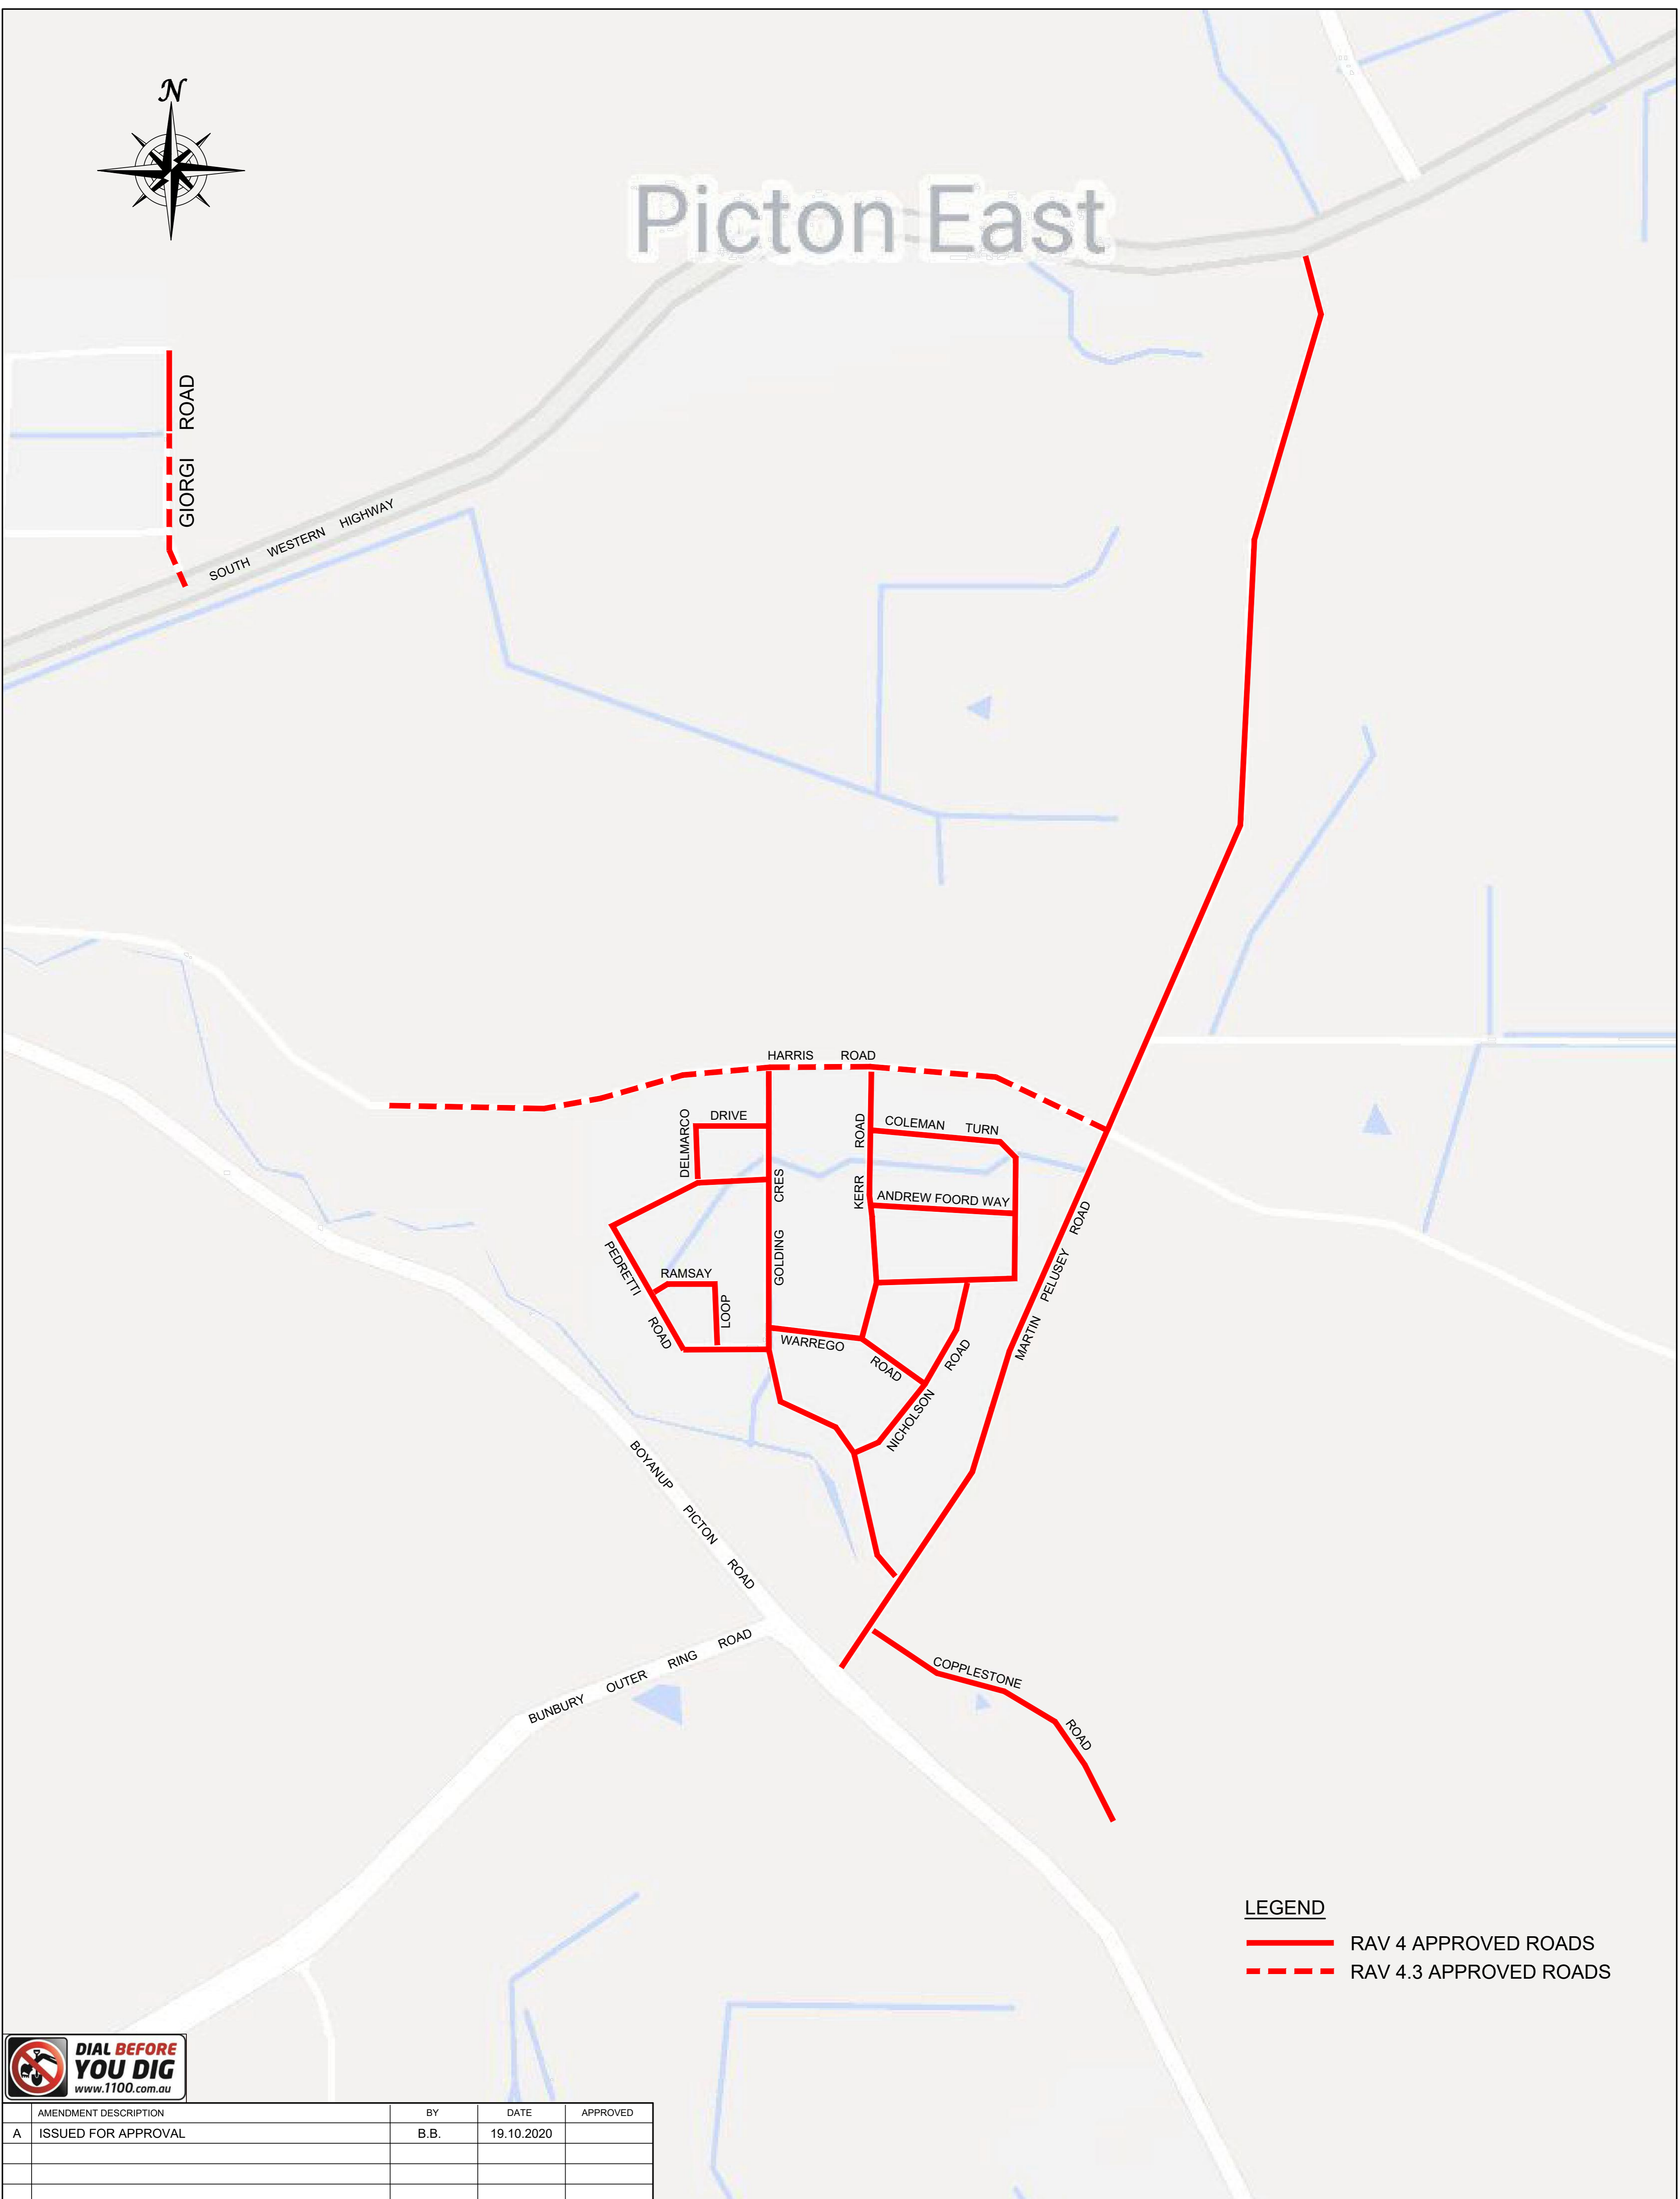 N
Picton East
GIORGI ROAD
SOUTH WESTERN HIGHWAY
HARRIS ROAD
DELMARCO DRIVE
KERR ROAD
COLEMAN TURN
GOLDING CRES
ANDREW FOORD WAY
PEDRETTI ROAD
RAMSAY LOOP
WARREGO ROAD
NICHOLSON ROAD
MARTIN PELUSEY ROAD
BOYANUP PICTON ROAD
BUNBURY OUTER RING ROAD
COPPLESTONE ROAD
LEGEND
RAV 4 APPROVED ROADS
RAV 4.3 APPROVED ROADS
DIAL BEFORE
YOU DIG
www.1100.com.au
AMENDMENT DESCRIPTION BY DATE APPROVED
A ISSUED FOR APPROVAL B.B. 19.10.2020